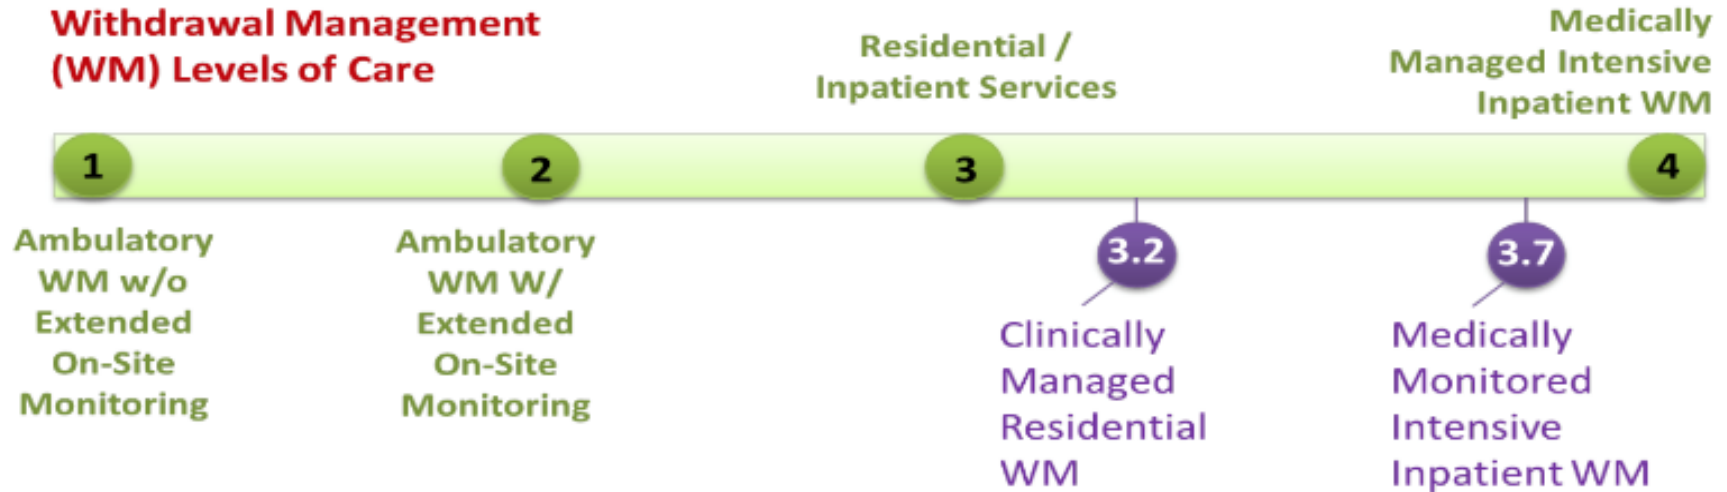 Withdrawal Management
(WM) Levels of Care
Residential /
Inpatient Services
Medically
Managed Intensive
Inpatient WM
1
2
3
4
Ambulatory
WM w/o
Extended
On-Site
Monitoring
Ambulatory
WM W/
Extended
On-Site
Monitoring
3.2
Clinically
Managed
Residential
WM
3.7
Medically
Monitored
Intensive
Inpatient WM